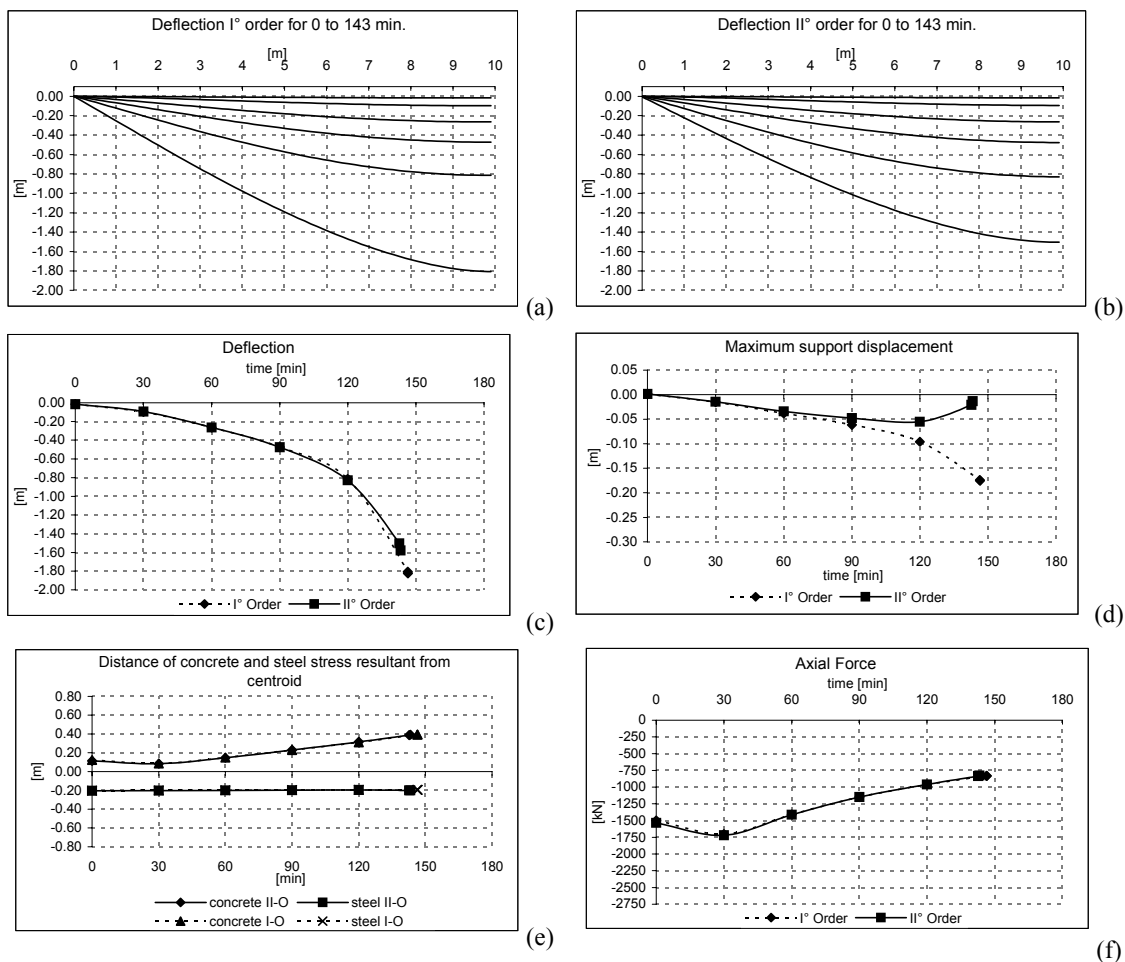 Deflection I° order for 0 to 143 min.
[m]
0 1 2 3 4 5 6 7 8 9 10
0.00
-0.20
-0.40
-0.60
-0.80
-1.00
-1.20
-1.40
-1.60
-1.80
-2.00
[m]
(a)
Deflection II° order for 0 to 143 min.
[m]
0 1 2 3 4 5 6 7 8 9 10
0.00
-0.20
-0.40
-0.60
-0.80
-1.00
-1.20
-1.40
-1.60
-1.80
-2.00
[m]
(b)
Deflection
time [min]
0 30 60 90 120 150 180
0.00
-0.20
-0.40
-0.60
-0.80
-1.00
-1.20
-1.40
-1.60
-1.80
-2.00
[m]
I° Order II° Order
(c)
Maximum support displacement
0.05
0.00
-0.05
-0.10
-0.15
-0.20
-0.25
-0.30
[m]
0 30 60 90 120 150 180
time [min]
I° Order II° Order
(d)
Distance of concrete and steel stress resultant from
centroid
0.80
0.60
0.40
0.20
0.00
-0.20
-0.40
-0.60
-0.80
[m]
0 30 60 90 120 150 180
[min]
concrete II-O steel II-O
concrete I-O steel I-O
(e)
Axial Force
time [min]
0 30 60 90 120 150 180
0
-250
-500
-750
-1000
-1250
-1500
-1750
-2000
-2250
-2500
-2750
[kN]
I° Order II° Order
(f)